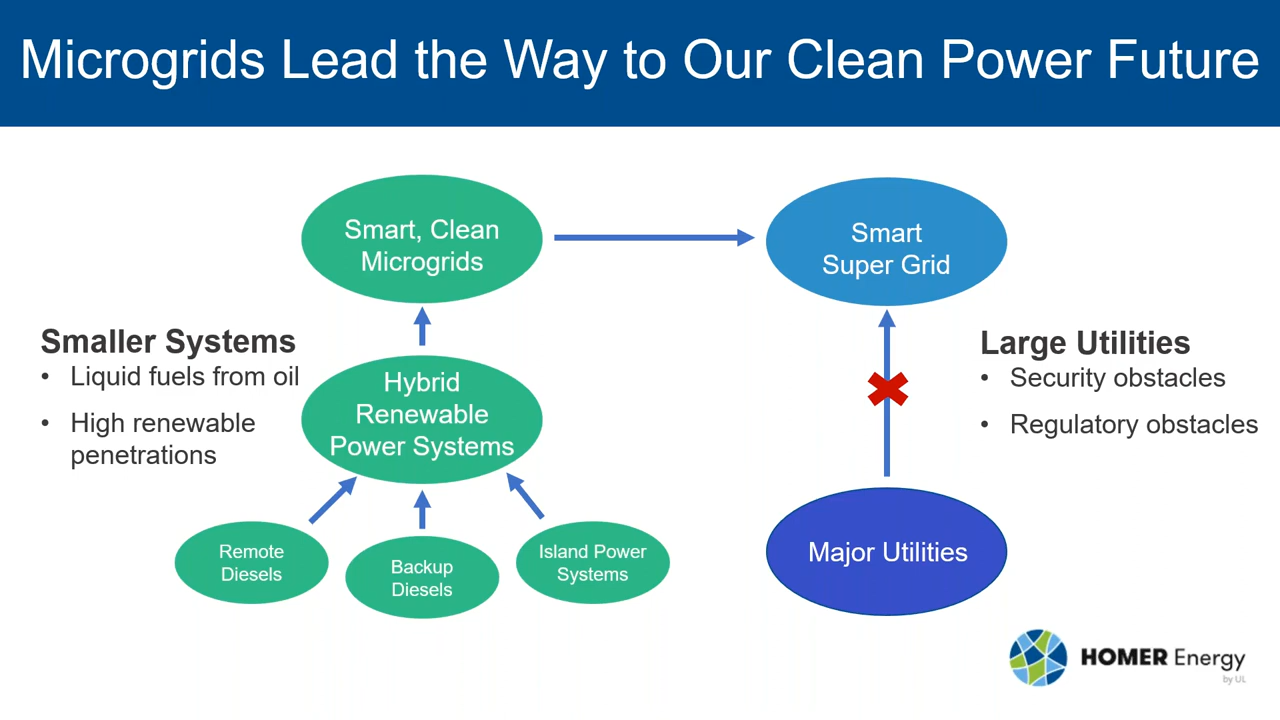 Microgrids Lead the Way to Our Clean Power Future
Smart, Clean
Microgrids
Smart
Super Grid
Smaller Systems
• Liquid fuels from oil
• High renewable
penetrations
Hybrid
Renewable
Power Systems
Large Utilities
• Security obstacles
• Regulatory obstacles
Remote
Diesels
Backup
Diesels
Island Power
Systems
Major Utilities
HOMER Energy
by UL